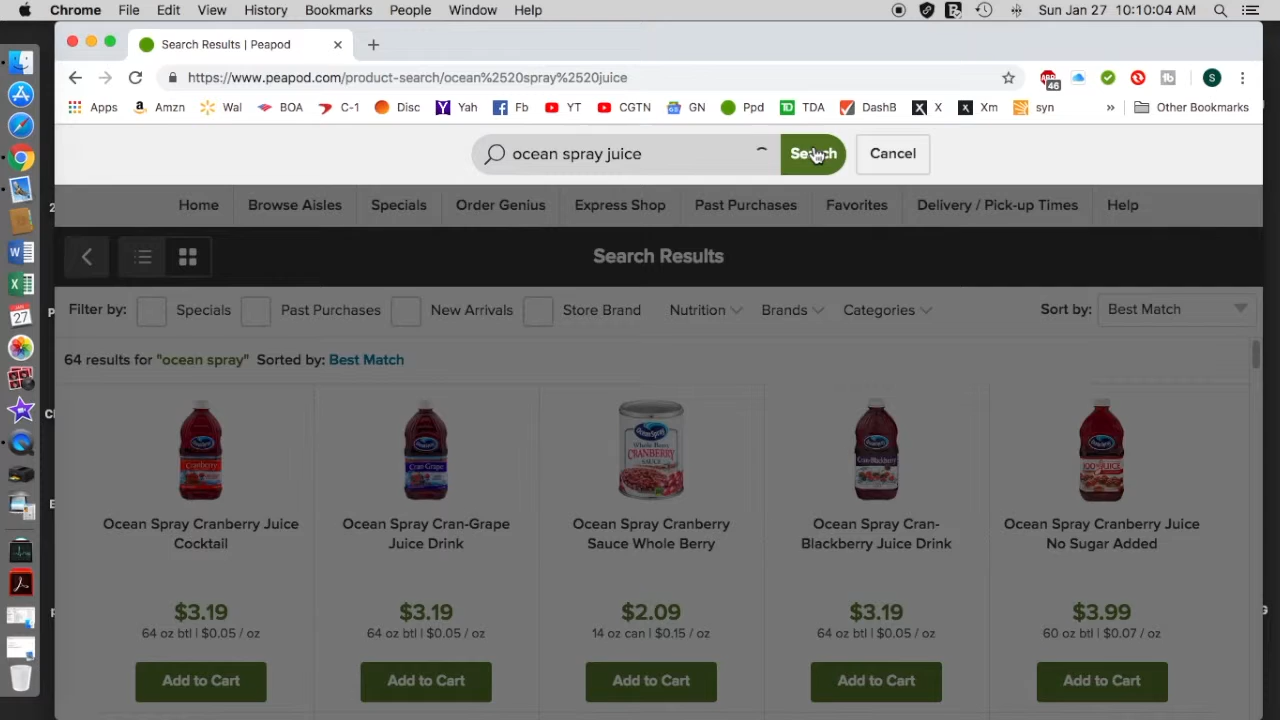 Chrome File Edit View History Bookmarks People Window Help Sun Jan 27 10:10:04 AM
Search Results | Peapod
https://www.peapod.com/product-search/ocean%2520spray%2520juice
46 S
Apps Amzn Wal BOA C-1 Disc Yah Fb YT CGTN GN Ppd TDA DashB X Xm syn » Other Bookmarks
ocean spray juice Search Cancel
Home Browse Aisles Specials Order Genius Express Shop Past Purchases Favorites Delivery / Pick-up Times Help
Search Results
Filter by: Specials Past Purchases New Arrivals Store Brand Nutrition Brands Categories Sort by: Best Match
64 results for "ocean spray" Sorted by: Best Match
Ocean Spray Cranberry Juice Cocktail
Ocean Spray Cran-Grape Juice Drink
Ocean Spray Cranberry Sauce Whole Berry
Ocean Spray Cran-Blackberry Juice Drink
Ocean Spray Cranberry Juice No Sugar Added
$3.19 $3.19 $2.09 $3.19 $3.99
64 oz btl | $0.05 / oz 64 oz btl | $0.05 / oz 14 oz can | $0.15 / oz 64 oz btl | $0.05 / oz 60 oz btl | $0.07 / oz
Add to Cart Add to Cart Add to Cart Add to Cart Add to Cart